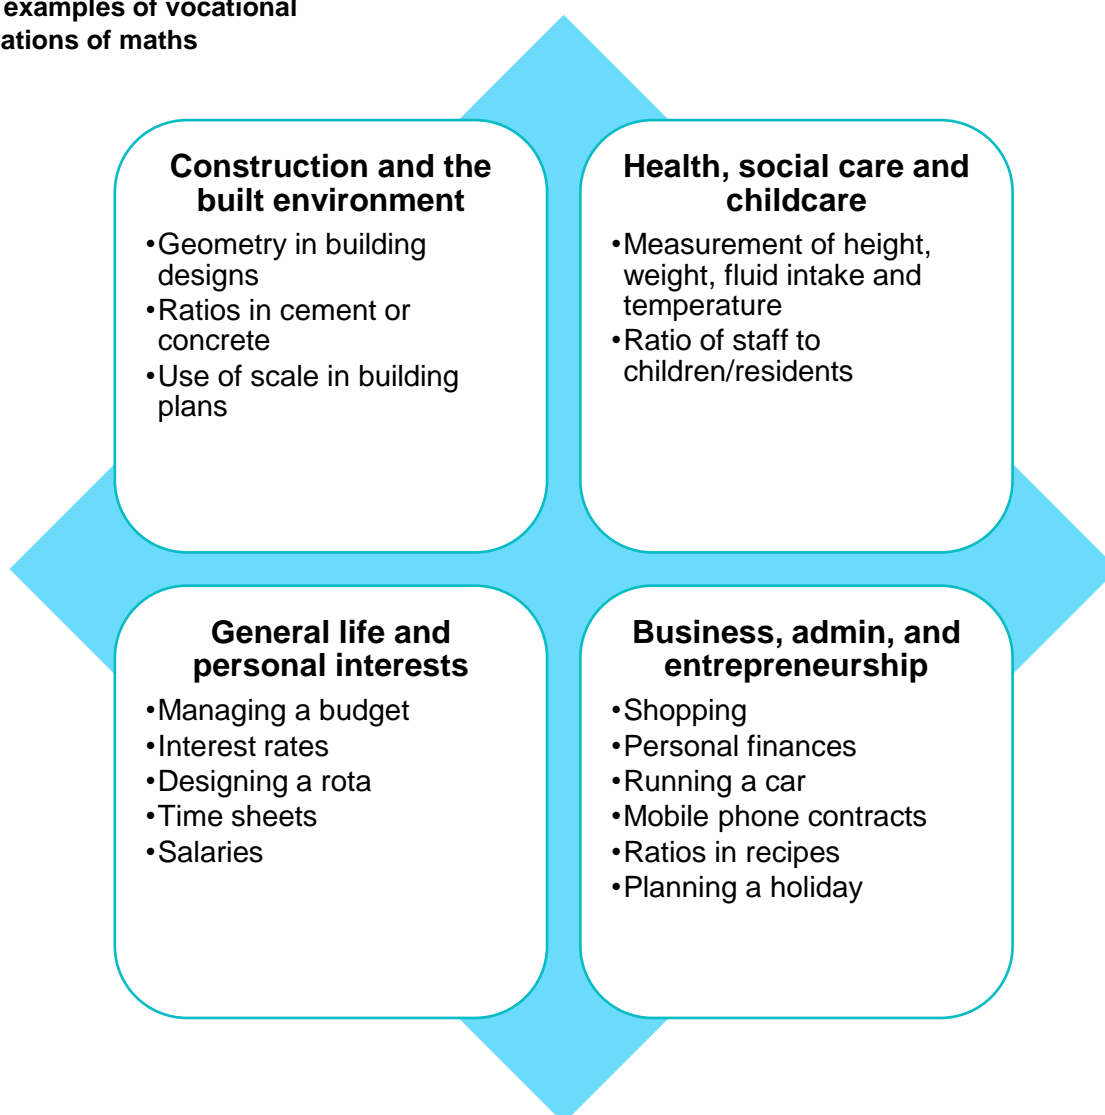 examples of vocational
ations of maths
Construction and the
built environment
•Geometry in building
designs
•Ratios in cement or
concrete
•Use of scale in building
plans
Health, social care and
childcare
•Measurement of height,
weight, fluid intake and
temperature
•Ratio of staff to
children/residents
General life and
personal interests
•Managing a budget
•Interest rates
•Designing a rota
•Time sheets
•Salaries
Business, admin, and
entrepreneurship
•Shopping
•Personal finances
•Running a car
•Mobile phone contracts
•Ratios in recipes
•Planning a holiday